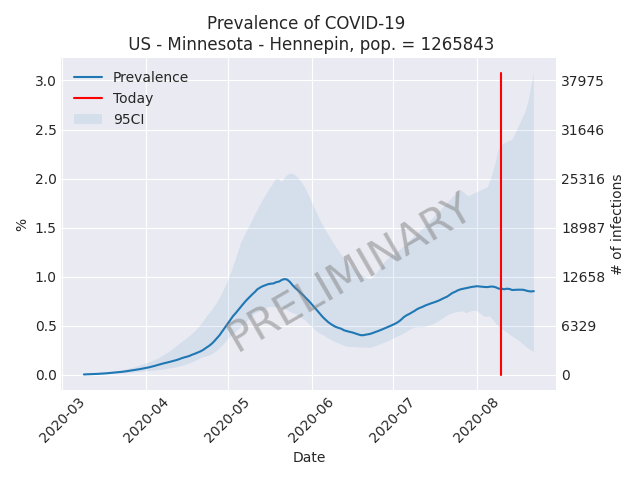 Prevalence of COVID-19
US - Minnesota - Hennepin, pop. = 1265843
Prevalence
Today
95CI
3.0
2.5
2.0
1.5
1.0
0.5
0.0
%
37975
31646
25316
18987
12658
6329
0
# of infections
PRELIMINARY
2020-03
2020-04
2020-05
2020-06
2020-07
2020-08
Date